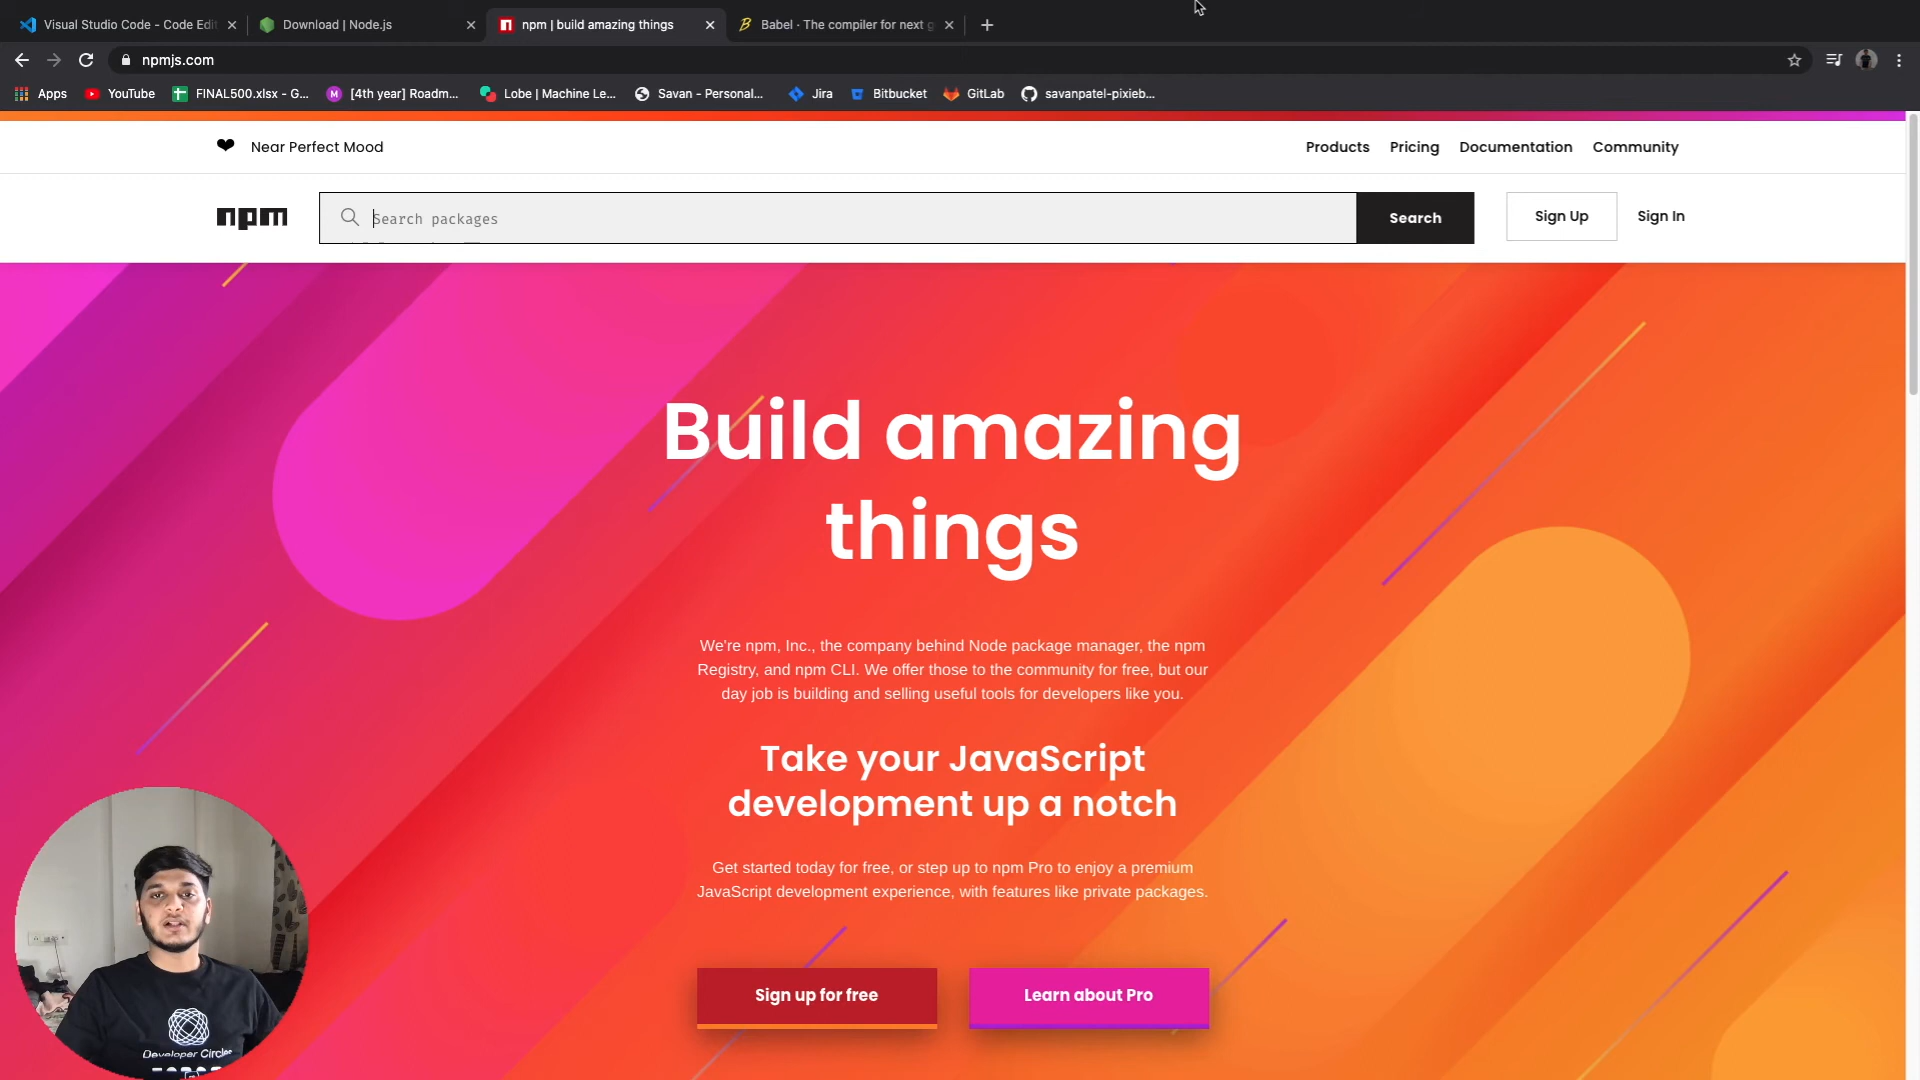 Visual Studio Code - Code Edit
Download | Node.js
npm | build amazing things
Babel · The compiler for next g
npmjs.com
Apps
YouTube
FINAL500.xlsx - G...
[4th year] Roadm...
Lobe | Machine Le...
Savan - Personal...
Jira
Bitbucket
GitLab
savanpatel-pixieb...
❤ Near Perfect Mood
Products
Pricing
Documentation
Community
npm
Search packages
Search
Sign Up
Sign In
Build amazing
things
We're npm, Inc., the company behind Node package manager, the npm
Registry, and npm CLI. We offer those to the community for free, but our
day job is building and selling useful tools for developers like you.
Take your JavaScript
development up a notch
Get started today for free, or step up to npm Pro to enjoy a premium
JavaScript development experience, with features like private packages.
Sign up for free
Learn about Pro
Developer Circles